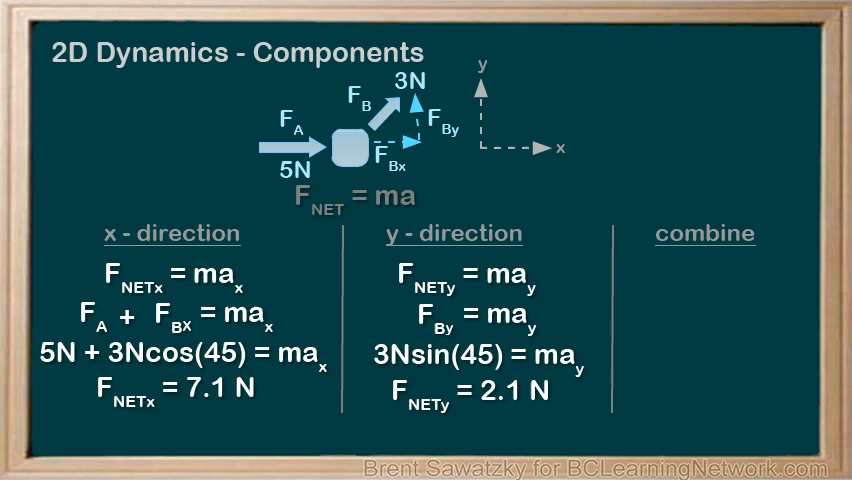 2D Dynamics - Components
3N
y
F_B
F_A
F_By
x
5N
F_Bx
F_NET = ma
x - direction
y - direction
combine
F_NETx = ma_x
F_NETy = ma_y
F_A + F_BX = ma_x
F_By = ma_y
5N + 3Ncos(45) = ma_x
3Nsin(45) = ma_y
F_NETx = 7.1 N
F_NETy = 2.1 N
Brent Sawatzky for BCLearningNetwork.com